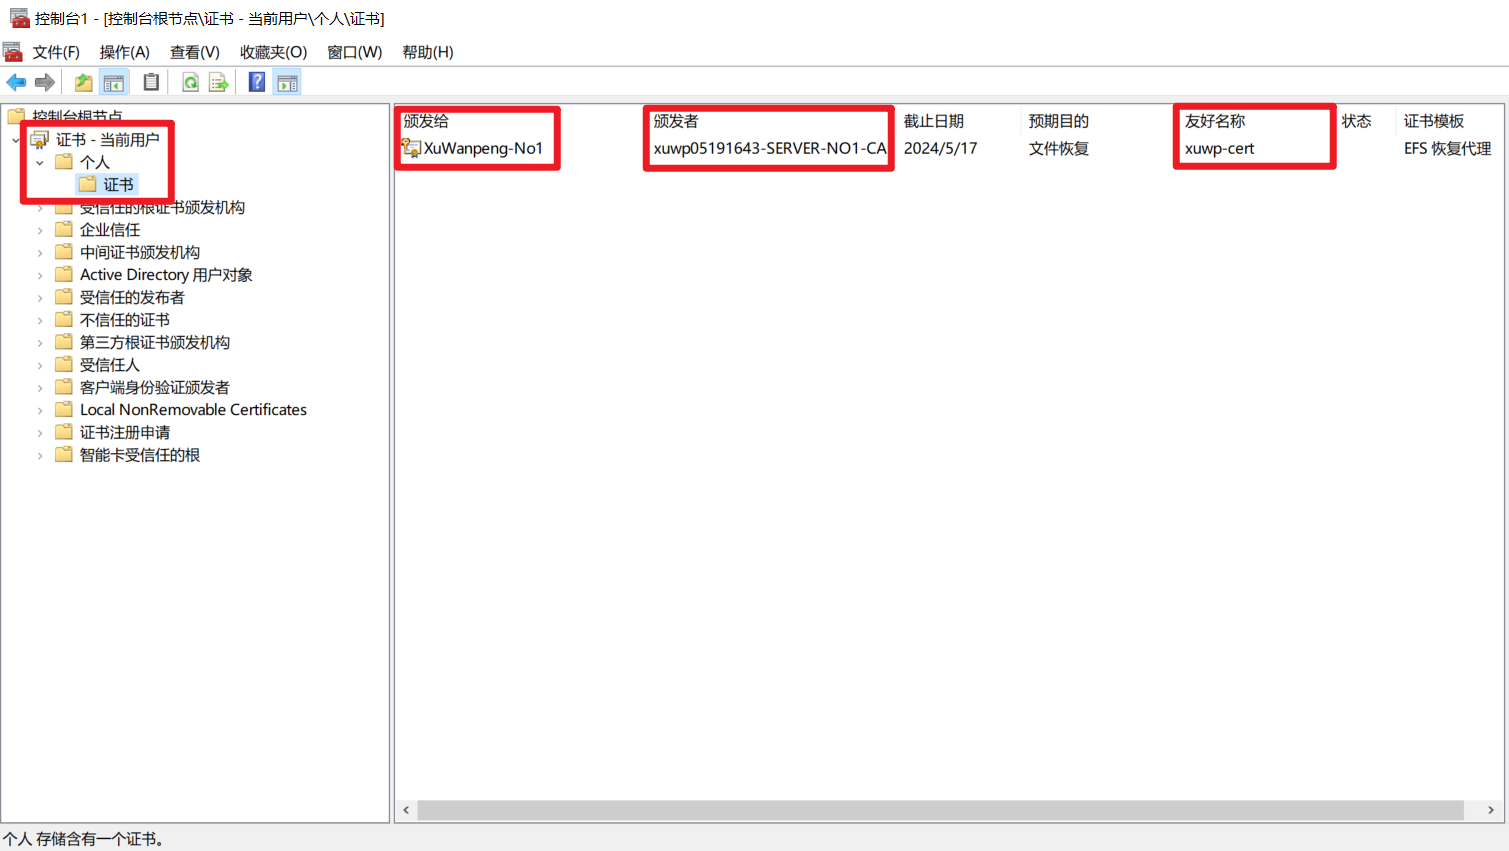 控制台1 - [控制台根节点\证书 - 当前用户\个人\证书]
文件(F) 操作(A) 查看(V) 收藏夹(O) 窗口(W) 帮助(H)
控制台根节点
证书 - 当前用户
个人
证书
受信任的根证书颁发机构
企业信任
中间证书颁发机构
Active Directory 用户对象
受信任的发布者
不信任的证书
第三方根证书颁发机构
受信任人
客户端身份验证颁发者
Local NonRemovable Certificates
证书注册申请
智能卡受信任的根
颁发给 颁发者 截止日期 预期目的 友好名称 状态 证书模板
XuWanpeng-No1 xuwp05191643-SERVER-NO1-CA 2024/5/17 文件恢复 xuwp-cert EFS 恢复代理
个人 存储含有一个证书。